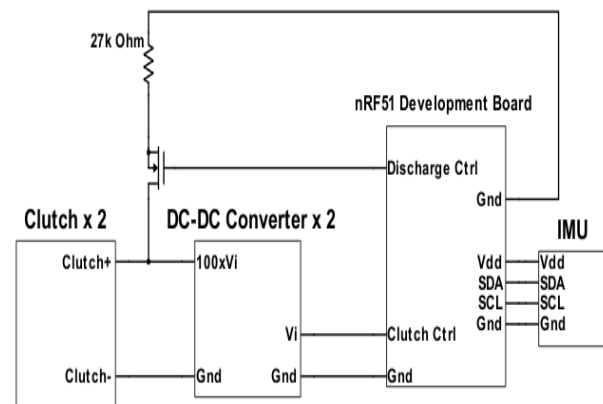 27k Ohm
nRF51 Development Board
Discharge Ctrl
Gnd
Clutch x 2
DC-DC Converter x 2
IMU
Clutch+
100xVi
Vdd
Vdd
SDA
SDA
SCL
SCL
Gnd
Gnd
Vi
Clutch Ctrl
Clutch-
Gnd
Gnd
Gnd